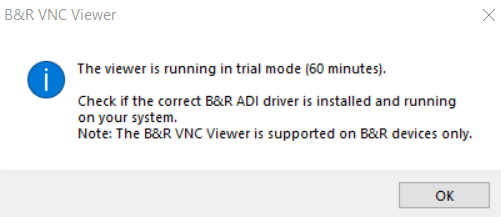 B&R VNC Viewer
The viewer is running in trial mode (60 minutes).
Check if the correct B&R ADI driver is installed and running
on your system.
Note: The B&R VNC Viewer is supported on B&R devices only.
OK